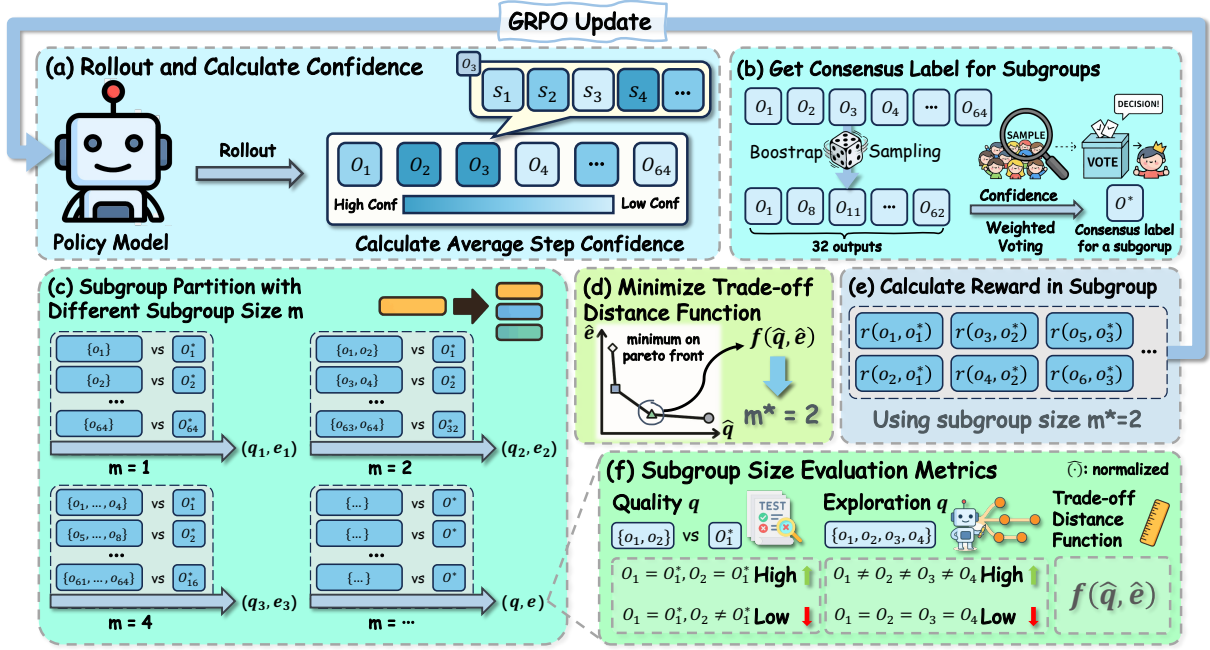 GRPO Update
(a) Rollout and Calculate Confidence
O₃
s₁ s₂ s₃ s₄ ...
Rollout
O₁ O₂ O₃ O₄ ... O₆₄
High Conf Low Conf
Policy Model
Calculate Average Step Confidence
(b) Get Consensus Label for Subgroups
O₁ O₂ O₃ O₄ ... O₆₄
Boostrap Sampling
O₁ O₈ O₁₁ ... O₆₂
32 outputs
SAMPLE
DECISION!
VOTE
Confidence
Weighted
Voting
O*
Consensus label
for a subgorup
(c) Subgroup Partition with
Different Subgroup Size m
{o₁} vs O₁*
{o₂} vs O₂*
...
{o₆₄} vs O₆₄*
(q₁, e₁)
m = 1
{o₁, o₂} vs O₁*
{o₃, o₄} vs O₂*
...
{o₆₃, o₆₄} vs O₃₂*
(q₂, e₂)
m = 2
{o₁, ..., o₄} vs O₁*
{o₅, ..., o₈} vs O₂*
...
{o₆₁, ..., o₆₄} vs O₁₆*
(q₃, e₃)
m = 4
{...} vs O*
{...} vs O*
...
{...} vs O*
(q, e)
m = ...
(d) Minimize Trade-off
Distance Function
ê
minimum on
pareto front
q̂
f(q̂, ê)
m* = 2
(e) Calculate Reward in Subgroup
r(o₁, o₁*) r(o₃, o₂*) r(o₅, o₃*)
...
r(o₂, o₁*) r(o₄, o₂*) r(o₆, o₃*)
Using subgroup size m*=2
(f) Subgroup Size Evaluation Metrics
(·̂): normalized
Quality q
{o₁, o₂} vs O₁*
TEST
O₁ = O₁*, O₂ = O₁* High
O₁ = O₁*, O₂ ≠ O₁* Low
Exploration q
{o₁, o₂, o₃, o₄}
O₁ ≠ O₂ ≠ O₃ ≠ O₄ High
O₁ = O₂ = O₃ = O₄ Low
Trade-off
Distance
Function
f(q̂, ê)